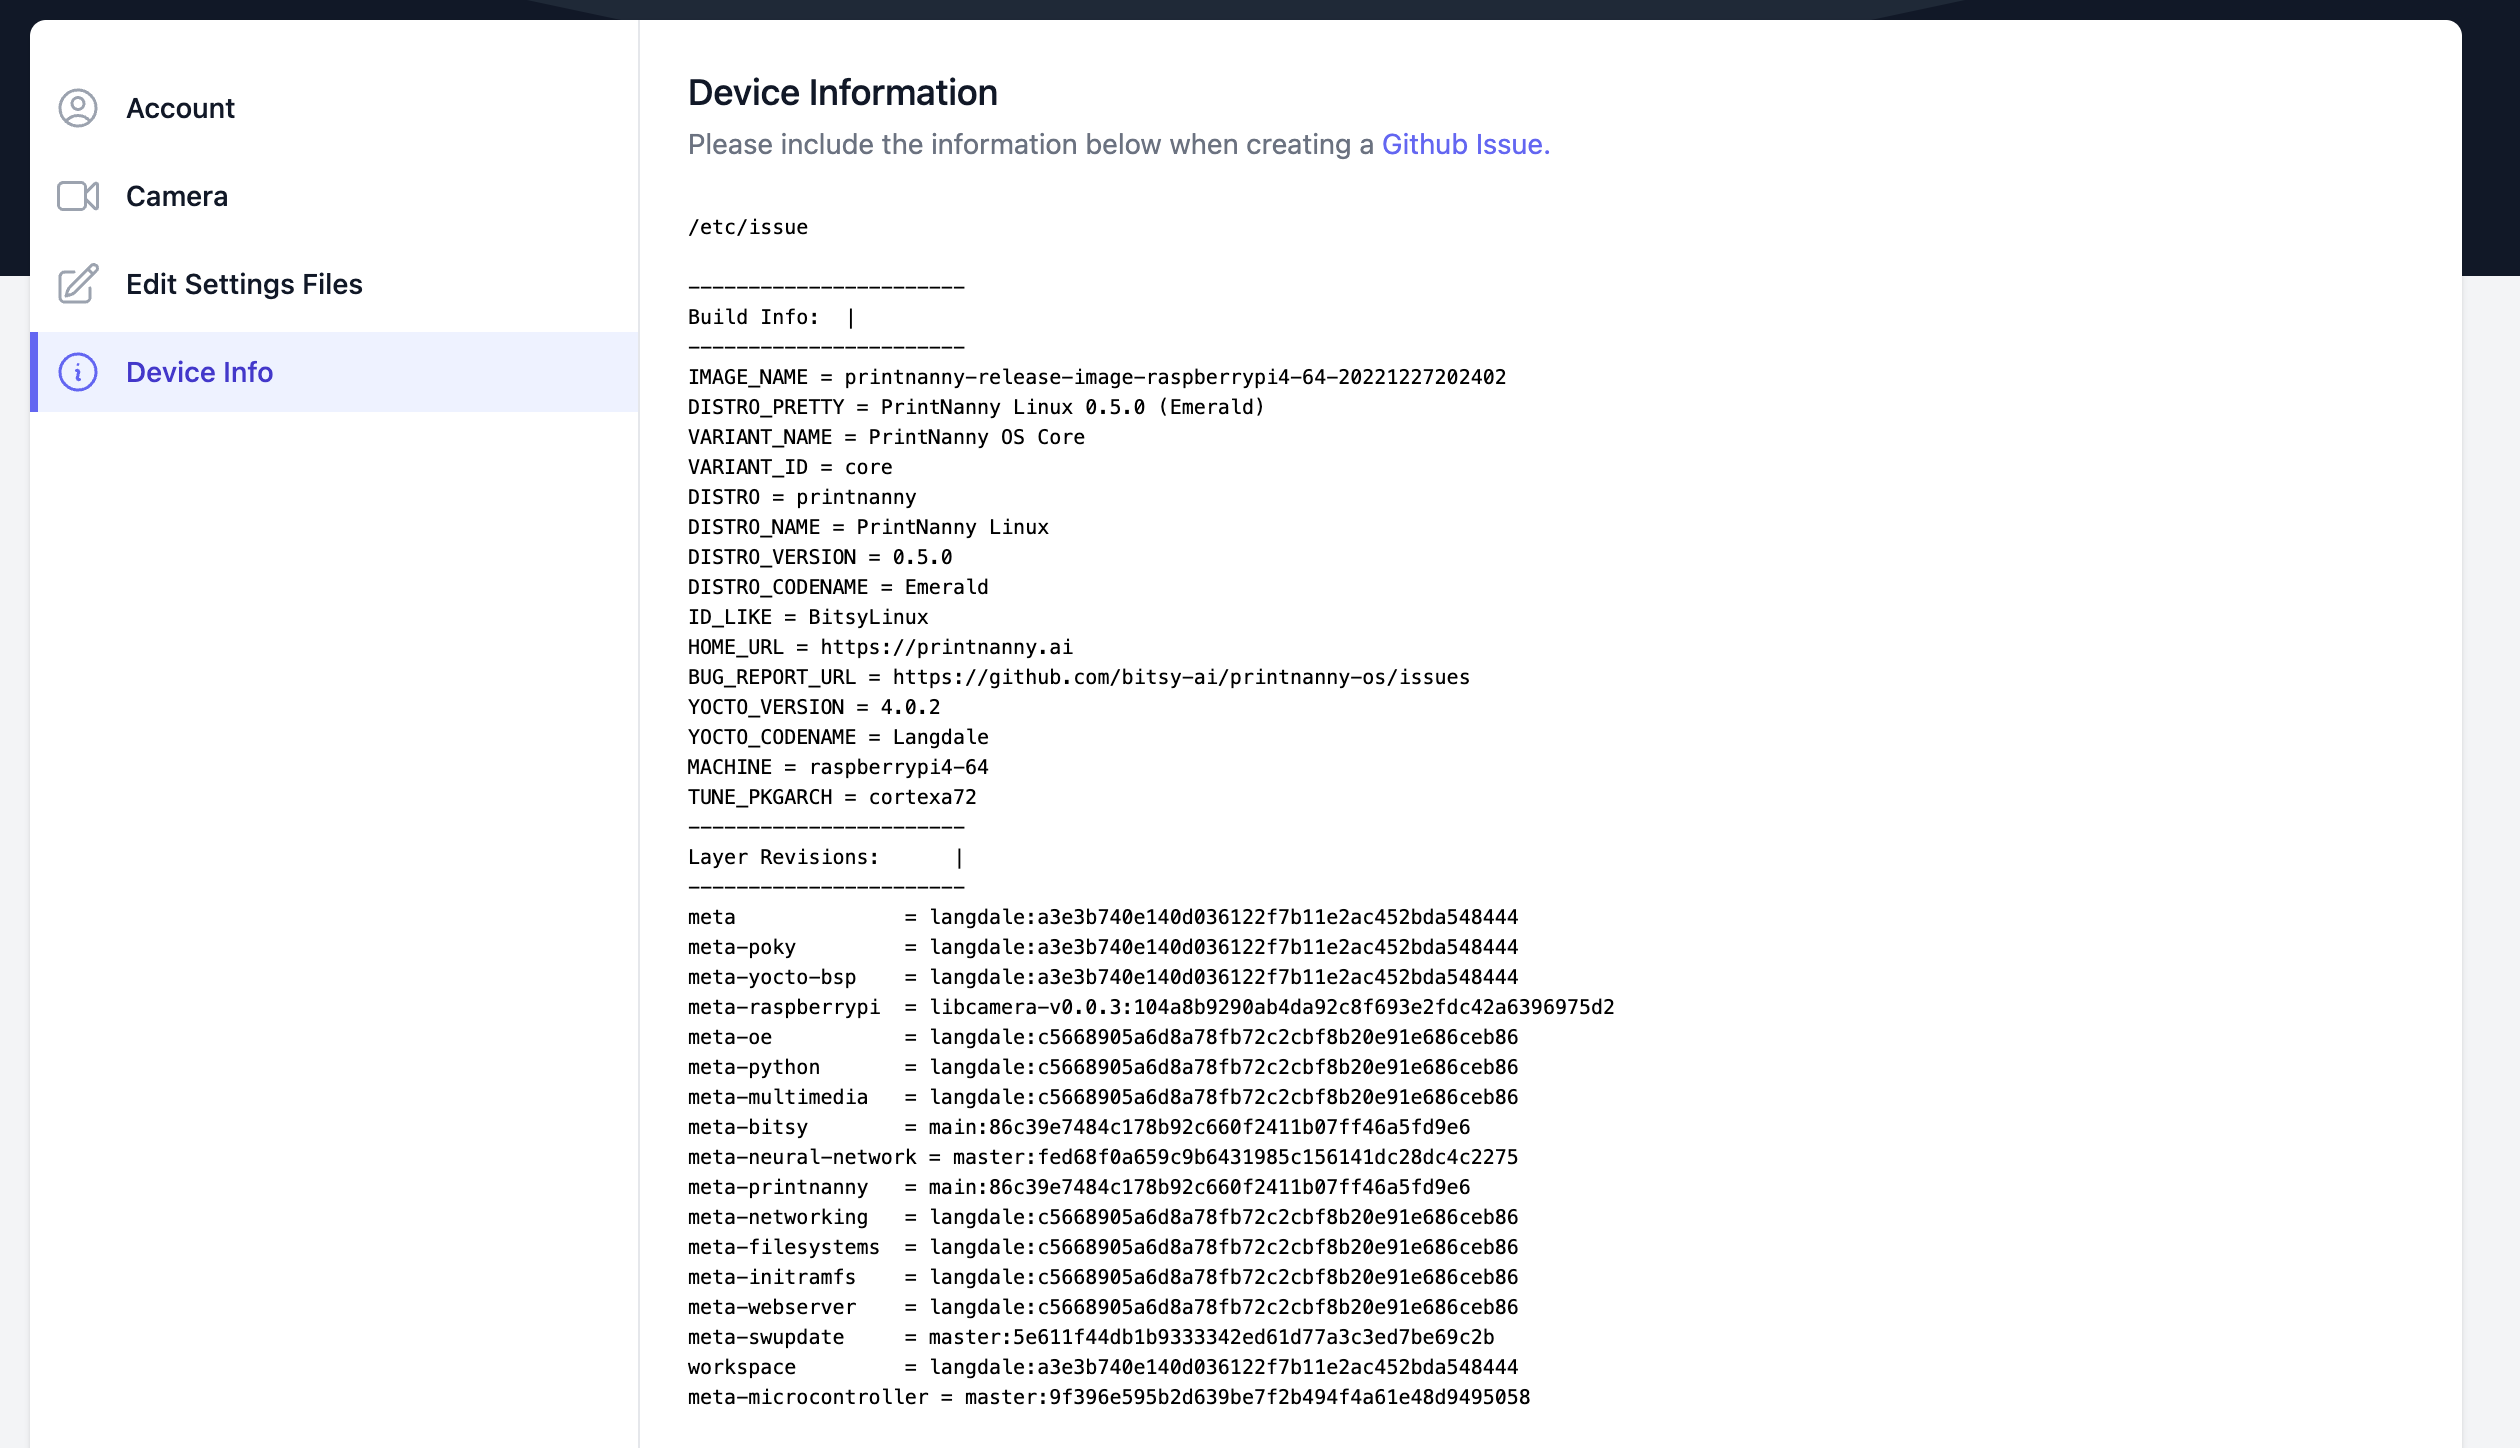 Account
Camera
Edit Settings Files
Device Info
Device Information
Please include the information below when creating a Github Issue.
/etc/issue
-----------------------
Build Info:  |
-----------------------
IMAGE_NAME = printnanny-release-image-raspberrypi4-64-20221227202402
DISTRO_PRETTY = PrintNanny Linux 0.5.0 (Emerald)
VARIANT_NAME = PrintNanny OS Core
VARIANT_ID = core
DISTRO = printnanny
DISTRO_NAME = PrintNanny Linux
DISTRO_VERSION = 0.5.0
DISTRO_CODENAME = Emerald
ID_LIKE = BitsyLinux
HOME_URL = https://printnanny.ai
BUG_REPORT_URL = https://github.com/bitsy-ai/printnanny-os/issues
YOCTO_VERSION = 4.0.2
YOCTO_CODENAME = Langdale
MACHINE = raspberrypi4-64
TUNE_PKGARCH = cortexa72
-----------------------
Layer Revisions:      |
-----------------------
meta              = langdale:a3e3b740e140d036122f7b11e2ac452bda548444
meta-poky         = langdale:a3e3b740e140d036122f7b11e2ac452bda548444
meta-yocto-bsp    = langdale:a3e3b740e140d036122f7b11e2ac452bda548444
meta-raspberrypi  = libcamera-v0.0.3:104a8b9290ab4da92c8f693e2fdc42a6396975d2
meta-oe           = langdale:c5668905a6d8a78fb72c2cbf8b20e91e686ceb86
meta-python       = langdale:c5668905a6d8a78fb72c2cbf8b20e91e686ceb86
meta-multimedia   = langdale:c5668905a6d8a78fb72c2cbf8b20e91e686ceb86
meta-bitsy        = main:86c39e7484c178b92c660f2411b07ff46a5fd9e6
meta-neural-network = master:fed68f0a659c9b6431985c156141dc28dc4c2275
meta-printnanny   = main:86c39e7484c178b92c660f2411b07ff46a5fd9e6
meta-networking   = langdale:c5668905a6d8a78fb72c2cbf8b20e91e686ceb86
meta-filesystems  = langdale:c5668905a6d8a78fb72c2cbf8b20e91e686ceb86
meta-initramfs    = langdale:c5668905a6d8a78fb72c2cbf8b20e91e686ceb86
meta-webserver    = langdale:c5668905a6d8a78fb72c2cbf8b20e91e686ceb86
meta-swupdate     = master:5e611f44db1b9333342ed61d77a3c3ed7be69c2b
workspace         = langdale:a3e3b740e140d036122f7b11e2ac452bda548444
meta-microcontroller = master:9f396e595b2d639be7f2b494f4a61e48d9495058